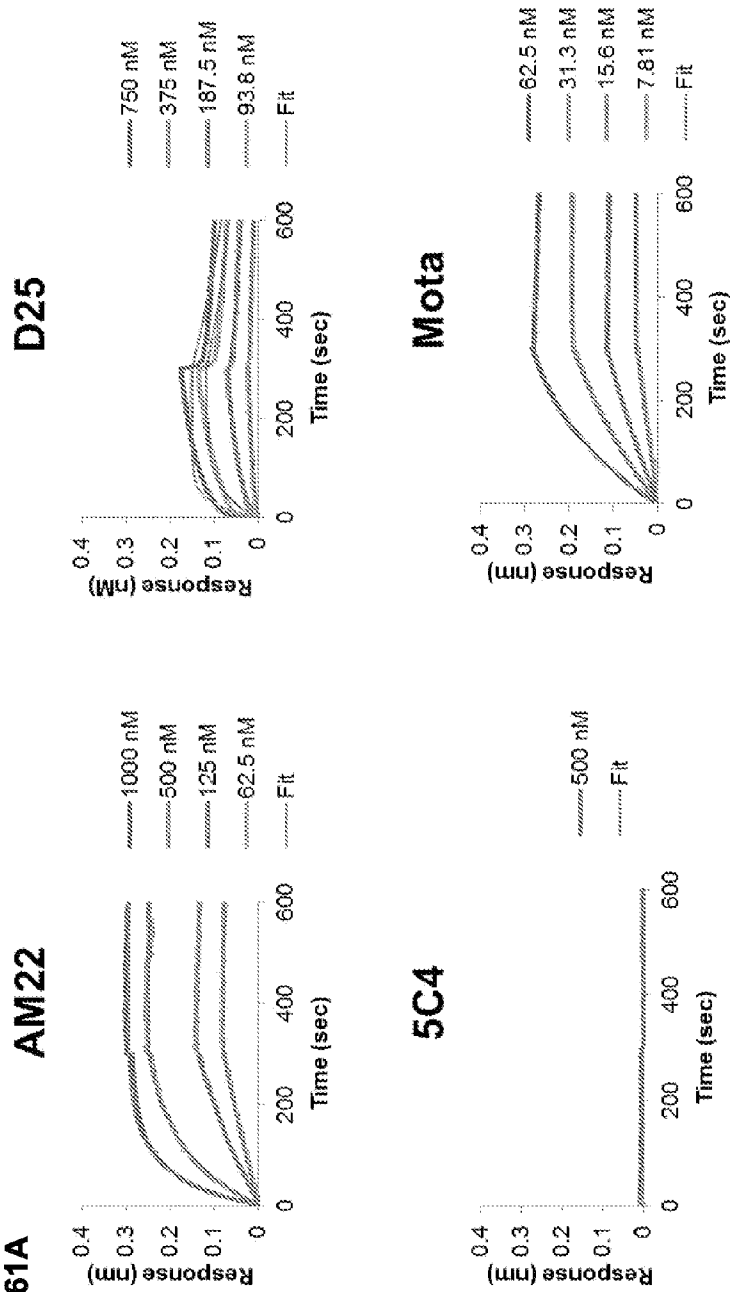 61A
AM22
Response (nm)
0.4
0.3
0.2
0.1
0
0
200
400
600
Time (sec)
1000 nM
500 nM
125 nM
62.5 nM
Fit
D25
Response (nM)
0.4
0.3
0.2
0.1
0
0
200
400
600
Time (sec)
750 nM
375 nM
187.5 nM
93.8 nM
Fit
5C4
Response (nm)
0.4
0.3
0.2
0.1
0
0
200
400
600
Time (sec)
500 nM
Fit
Mota
Response (nm)
0.4
0.3
0.2
0.1
0
0
200
400
600
Time (sec)
62.5 nM
31.3 nM
15.6 nM
7.81 nM
Fit